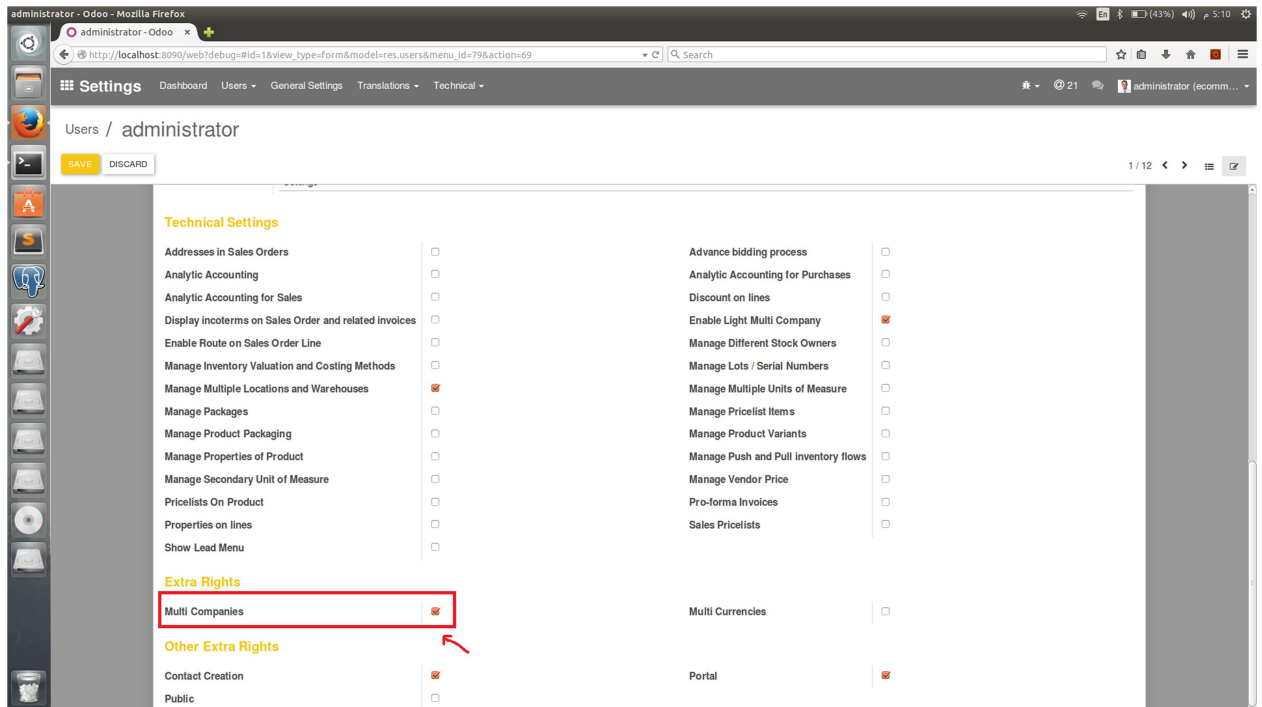 administrator - Odoo - Mozilla Firefox
En (43%) م 5:10
administrator - Odoo ×
http://localhost:8090/web?debug=#id=1&view_type=form&model=res.users&menu_id=79&action=69 Search
Settings Dashboard Users General Settings Translations Technical @ 21 administrator (ecomm...
Users / administrator
SAVE DISCARD 1 / 12
Technical Settings
Addresses in Sales Orders Advance bidding process
Analytic Accounting Analytic Accounting for Purchases
Analytic Accounting for Sales Discount on lines
Display incoterms on Sales Order and related invoices Enable Light Multi Company
Enable Route on Sales Order Line Manage Different Stock Owners
Manage Inventory Valuation and Costing Methods Manage Lots / Serial Numbers
Manage Multiple Locations and Warehouses Manage Multiple Units of Measure
Manage Packages Manage Pricelist Items
Manage Product Packaging Manage Product Variants
Manage Properties of Product Manage Push and Pull inventory flows
Manage Secondary Unit of Measure Manage Vendor Price
Pricelists On Product Pro-forma Invoices
Properties on lines Sales Pricelists
Show Lead Menu
Extra Rights
Multi Companies Multi Currencies
Other Extra Rights
Contact Creation Portal
Public